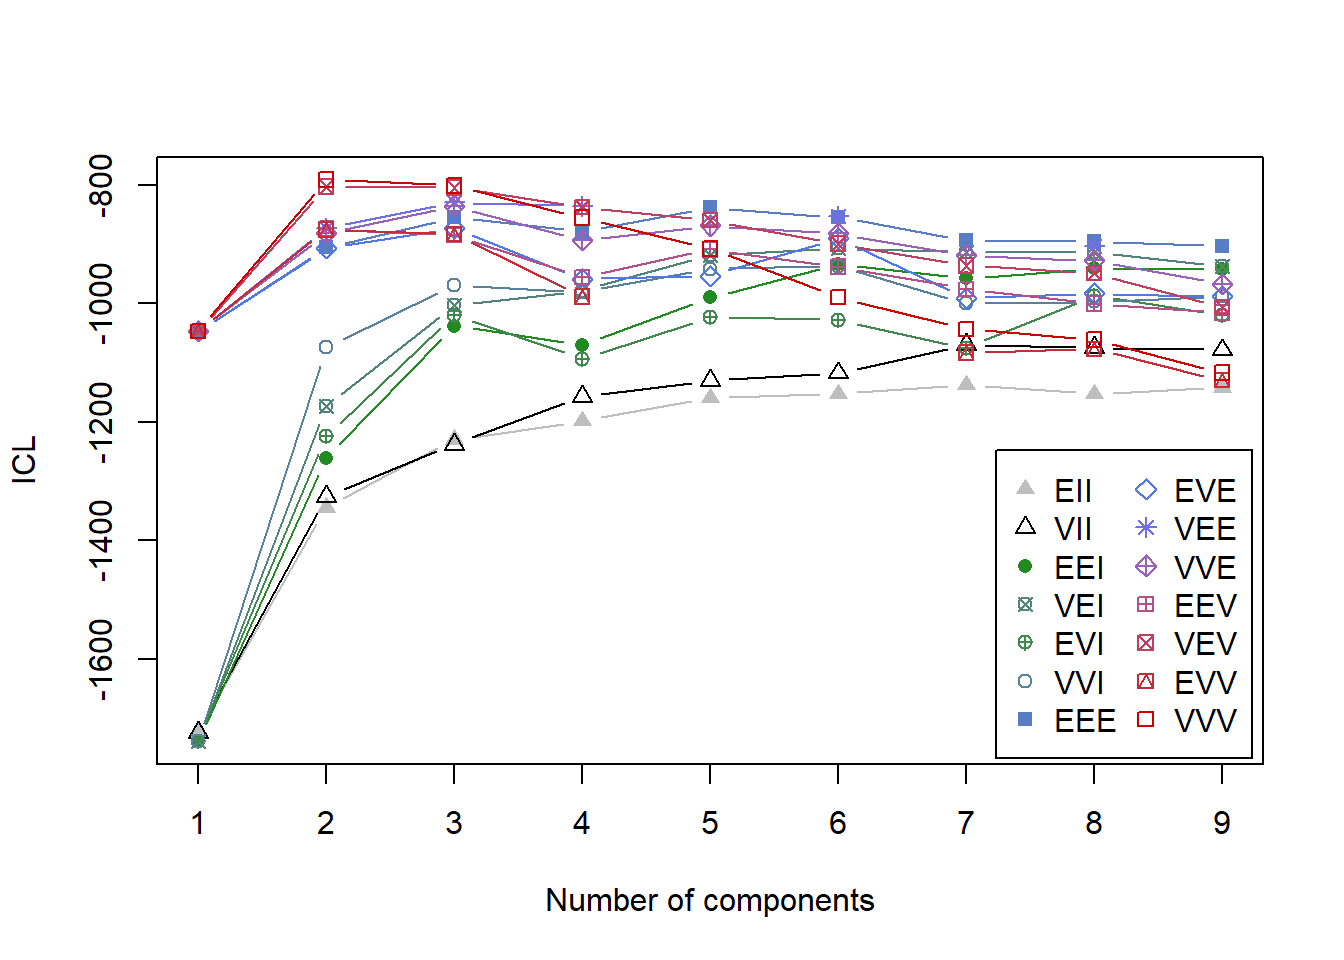 -800
-1000
-1200
-1400
-1600
ICL
1 2 3 4 5 6 7 8 9
Number of components
EII EVE
VII VEE
EEI VVE
VEI EEV
EVI VEV
VVI EVV
EEE VVV